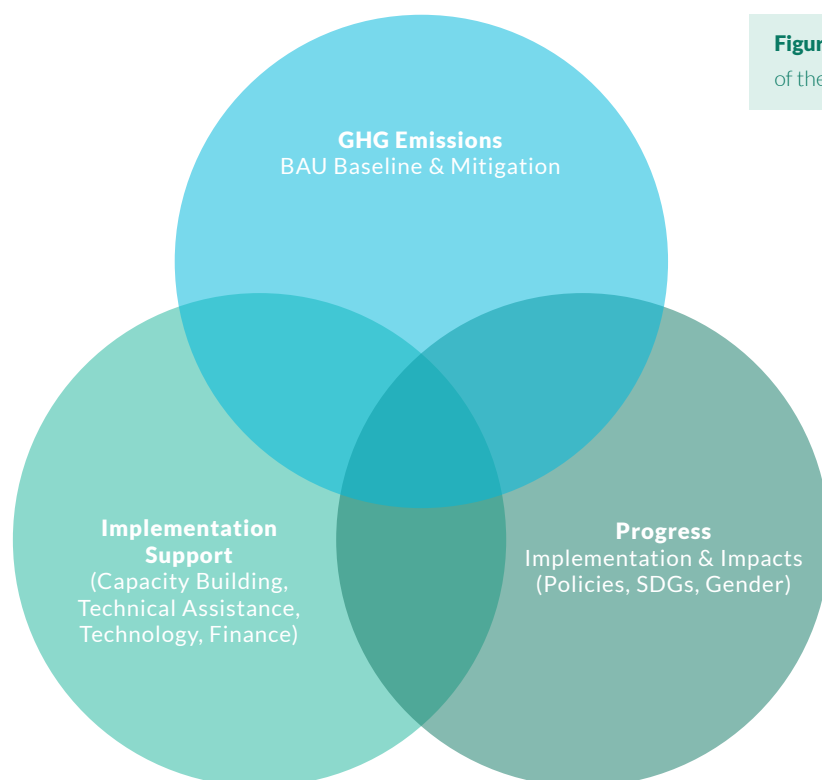 Figur
of the
GHG Emissions
BAU Baseline & Mitigation
Implementation
Support
(Capacity Building,
Technical Assistance,
Technology, Finance)
Progress
Implementation & Impacts
(Policies, SDGs, Gender)